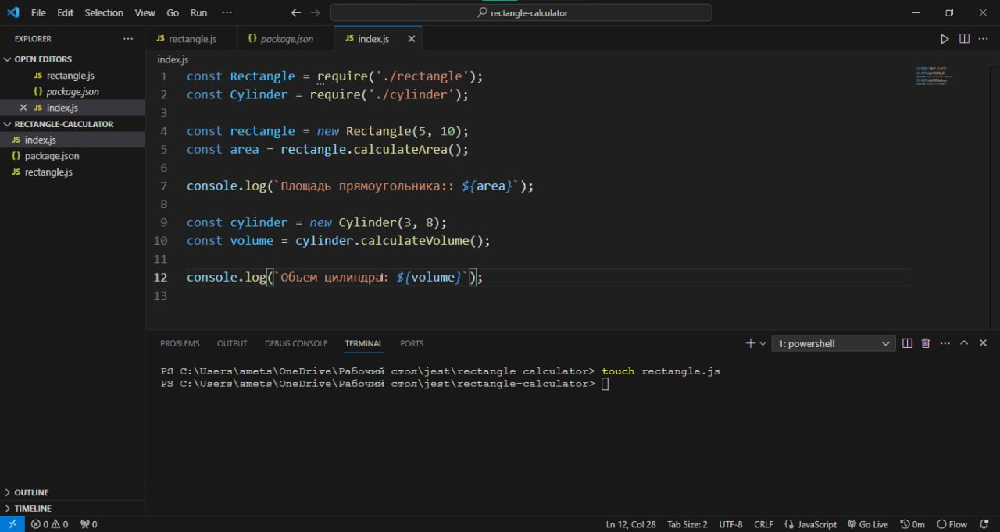 File Edit Selection View Go Run ···
rectangle-calculator
EXPLORER ···
OPEN EDITORS
JS rectangle.js
{} package.json
JS index.js
RECTANGLE-CALCULATOR
JS index.js
{} package.json
JS rectangle.js
OUTLINE
TIMELINE
JS rectangle.js {} package.json JS index.js
index.js
1 const Rectangle = require('./rectangle');
2 const Cylinder = require('./cylinder');
3
4 const rectangle = new Rectangle(5, 10);
5 const area = rectangle.calculateArea();
6
7 console.log(`Площадь прямоугольника:: ${area}`);
8
9 const cylinder = new Cylinder(3, 8);
10 const volume = cylinder.calculateVolume();
11
12 console.log(`Объем цилиндра: ${volume}`);
13
PROBLEMS OUTPUT DEBUG CONSOLE TERMINAL PORTS 1: powershell
PS C:\Users\amets\OneDrive\Рабочий стол\jest\rectangle-calculator> touch rectangle.js
PS C:\Users\amets\OneDrive\Рабочий стол\jest\rectangle-calculator>
0 0 0 Ln 12, Col 28 Tab Size: 2 UTF-8 CRLF {} JavaScript Go Live 0m Flow